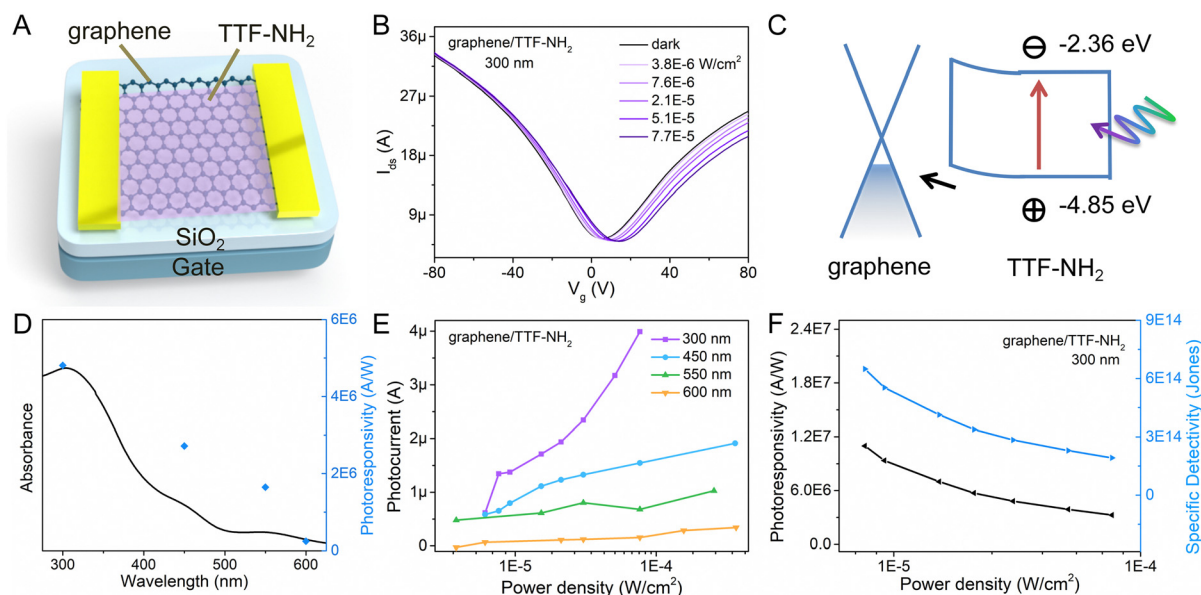 A
graphene
TTF-NH₂
SiO₂
Gate
B
graphene/TTF-NH₂
300 nm
dark
3.8E-6 W/cm²
7.6E-6
2.1E-5
5.1E-5
7.7E-5
36μ
27μ
18μ
9μ
I_ds (A)
-80
-40
0
40
80
V_g (V)
C
⊖ -2.36 eV
⊕ -4.85 eV
graphene
TTF-NH₂
D
Absorbance
300
400
500
600
Wavelength (nm)
6E6
4E6
2E6
0
Photoresponsivity (A/W)
E
graphene/TTF-NH₂
300 nm
450 nm
550 nm
600 nm
4μ
3μ
2μ
1μ
0
Photocurrent (A)
1E-5
1E-4
Power density (W/cm²)
F
graphene/TTF-NH₂
300 nm
2.4E7
1.8E7
1.2E7
6.0E6
0.0
Photoresponsivity (A/W)
9E14
6E14
3E14
0
Specific Detectivity (Jones)
1E-5
1E-4
Power density (W/cm²)